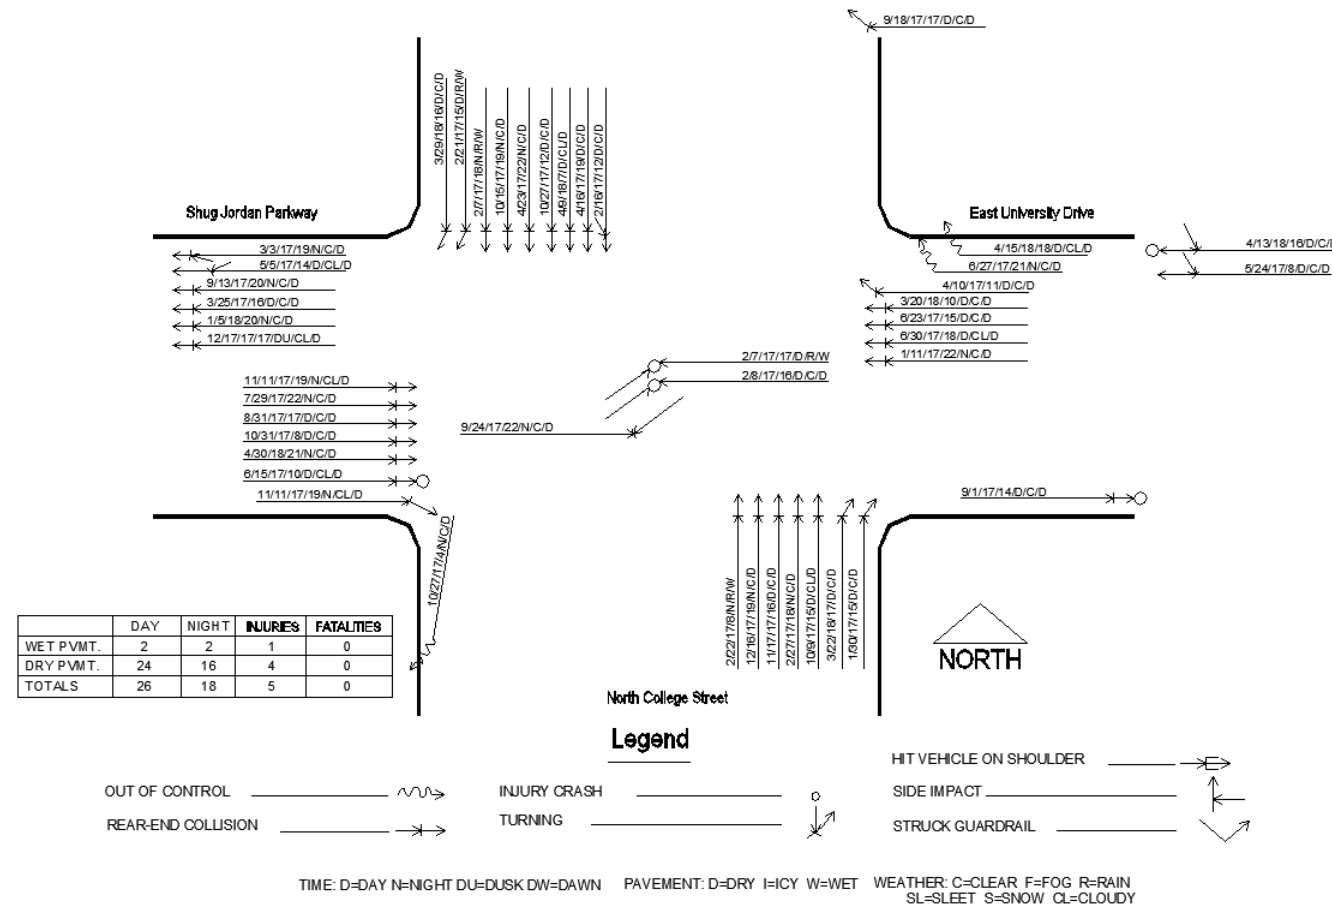 9/18/17/17/D/C/D
3/29/18/16/D/C/D
2/21/17/15/D/R/W
2/7/17/18/N/R/W
10/15/17/19/N/C/D
4/23/17/22/N/C/D
10/27/17/12/D/C/D
4/9/18/7/D/CL/D
4/16/17/19/D/C/D
2/16/17/12/D/C/D
Shug Jordan Parkway
East University Drive
3/3/17/19/N/C/D
5/5/17/14/D/CL/D
9/13/17/20/N/C/D
3/25/17/16/D/C/D
1/5/18/20/N/C/D
12/17/17/17/DU/CL/D
4/15/18/18/D/CL/D
6/27/17/21/N/C/D
4/10/17/11/D/C/D
3/20/18/10/D/C/D
6/23/17/15/D/C/D
6/30/17/18/D/CL/D
1/11/17/22/N/C/D
4/13/18/16/D/C/D
5/24/17/8/D/C/D
2/7/17/17/D/R/W
2/8/17/16/D/C/D
9/24/17/22/N/C/D
11/11/17/19/N/CL/D
7/29/17/22/N/C/D
8/31/17/17/D/C/D
10/31/17/8/D/C/D
4/30/18/21/N/C/D
6/15/17/10/D/CL/D
11/11/17/19/N/CL/D
10/27/17/4/N/C/D
9/1/17/14/D/C/D
2/22/17/8/N/R/W
12/16/17/19/N/C/D
11/17/17/16/D/C/D
2/27/17/18/N/C/D
10/9/17/15/D/CL/D
3/22/18/17/D/C/D
1/30/17/15/D/C/D
DAY NIGHT INJURIES FATALITIES
WET PVMT. 2 2 1 0
DRY PVMT. 24 16 4 0
TOTALS 26 18 5 0
NORTH
North College Street
Legend
OUT OF CONTROL
REAR-END COLLISION
INJURY CRASH
TURNING
HIT VEHICLE ON SHOULDER
SIDE IMPACT
STRUCK GUARDRAIL
TIME: D=DAY N=NIGHT DU=DUSK DW=DAWN PAVEMENT: D=DRY I=ICY W=WET WEATHER: C=CLEAR F=FOG R=RAIN
SL=SLEET S=SNOW CL=CLOUDY